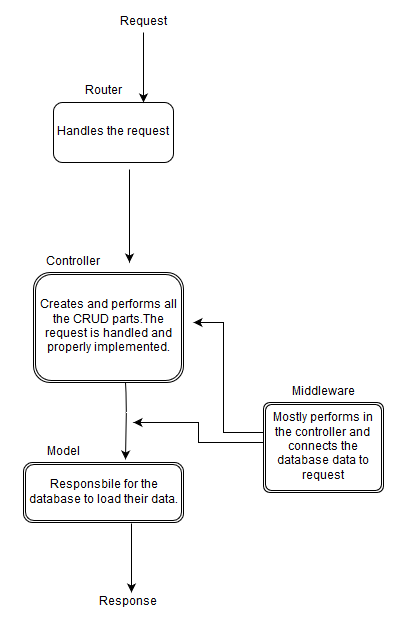 Request
Router
Handles the request
Controller
Creates and performs all
the CRUD parts.The
request is handled and
properly implemented.
Middleware
Mostly performs in
the controller and
connects the
database data to
request
Model
Responsbile for the
database to load their data.
Response